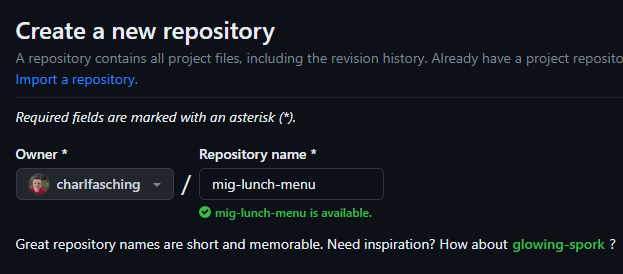 Create a new repository
A repository contains all project files, including the revision history. Already have a project
Import a repository.
Required fields are marked with an asterisk (*).
Owner *
Repository name *
charlfasching
/
mig-lunch-menu
mig-lunch-menu is available.
Great repository names are short and memorable. Need inspiration? How about glowing-spork ?